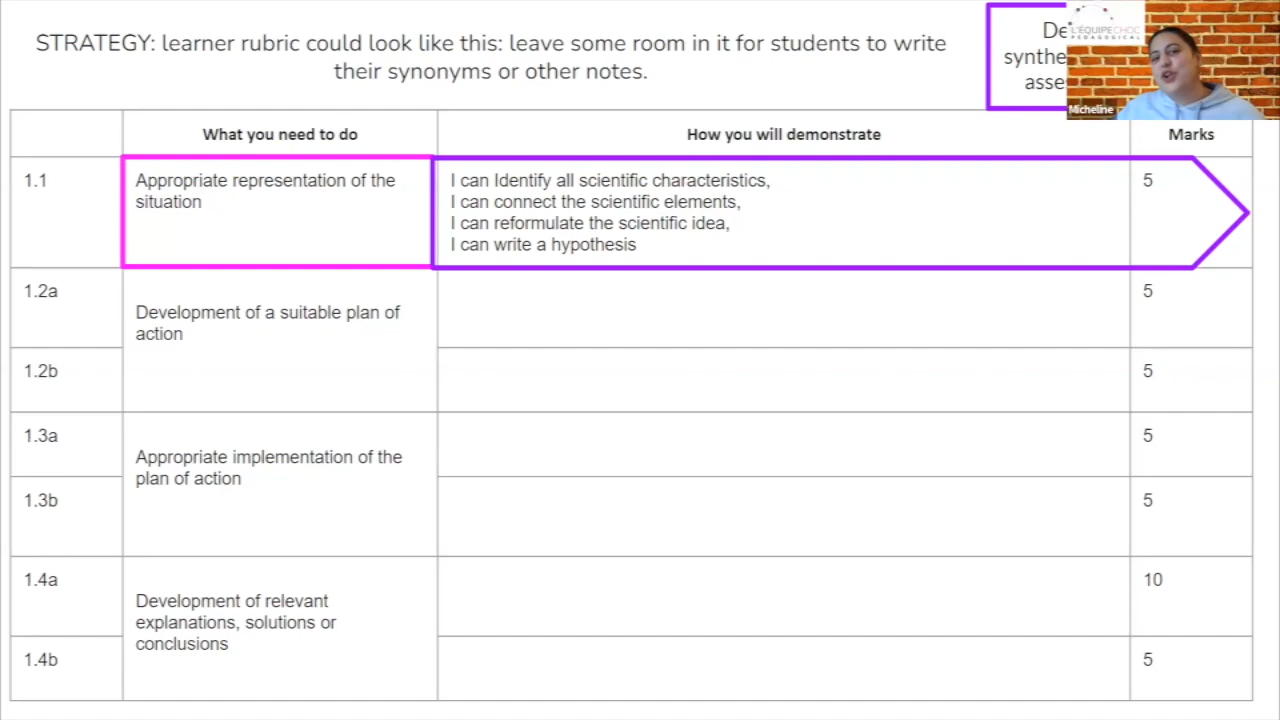 STRATEGY: learner rubric could look like this: leave some room in it for students to write
their synonyms or other notes.
L'ÉQUIPECHOC
PEDAGOGICAL
Micheline
What you need to do
How you will demonstrate
Marks
1.1
Appropriate representation of the
situation
I can Identify all scientific characteristics,
I can connect the scientific elements,
I can reformulate the scientific idea,
I can write a hypothesis
5
1.2a
Development of a suitable plan of
action
5
1.2b
5
1.3a
Appropriate implementation of the
plan of action
5
1.3b
5
1.4a
Development of relevant
explanations, solutions or
conclusions
10
1.4b
5